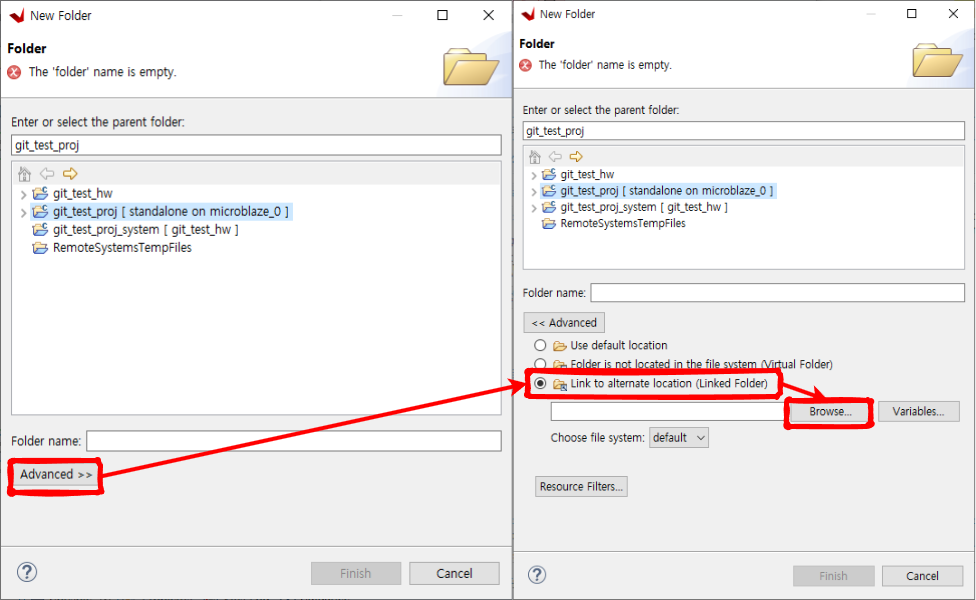 New Folder
Folder
The 'folder' name is empty.
Enter or select the parent folder:
git_test_proj
git_test_hw
git_test_proj [ standalone on microblaze_0 ]
git_test_proj_system [ git_test_hw ]
RemoteSystemsTempFiles
Folder name:
Advanced >>
Finish
Cancel
New Folder
Folder
The 'folder' name is empty.
Enter or select the parent folder:
git_test_proj
git_test_hw
git_test_proj [ standalone on microblaze_0 ]
git_test_proj_system [ git_test_hw ]
RemoteSystemsTempFiles
Folder name:
<< Advanced
Use default location
Folder is not located in the file system (Virtual Folder)
Link to alternate location (Linked Folder)
Browse... Variables...
Choose file system: default
Resource Filters...
Finish
Cancel